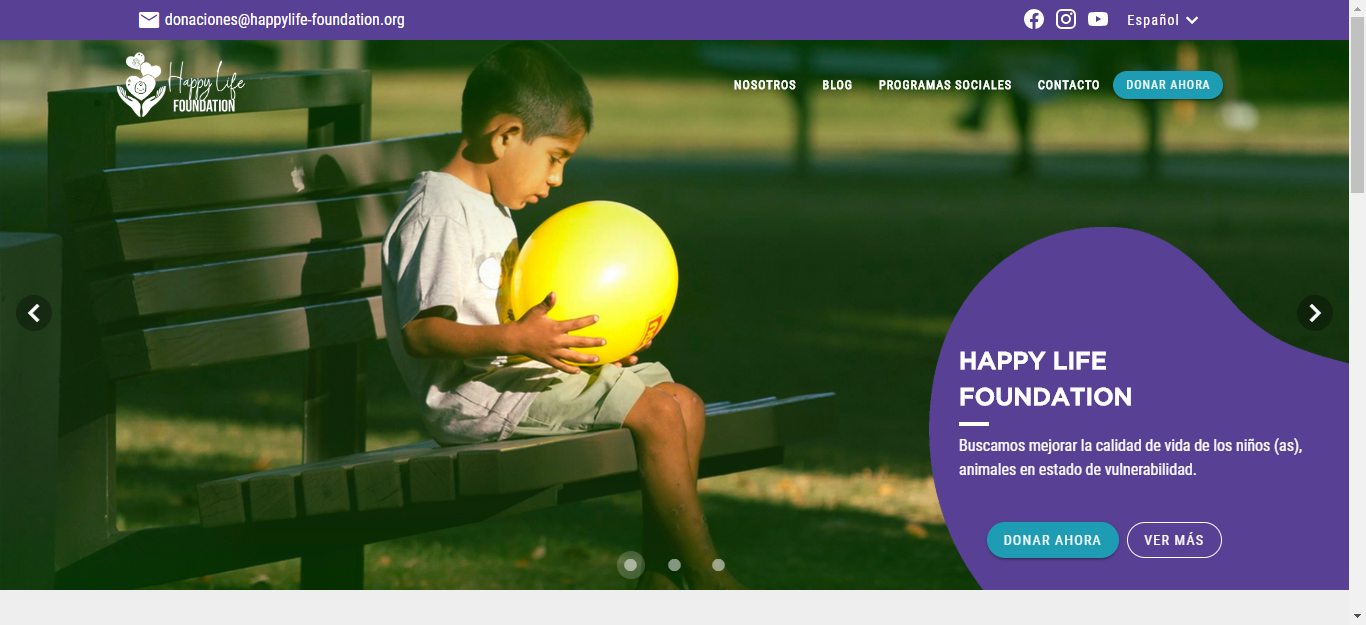 donaciones@happylife-foundation.org
Español
Happy Life
FOUNDATION
NOSOTROS
BLOG
PROGRAMAS SOCIALES
CONTACTO
DONAR AHORA
HAPPY LIFE
FOUNDATION
Buscamos mejorar la calidad de vida de los niños (as),
animales en estado de vulnerabilidad.
DONAR AHORA
VER MÁS